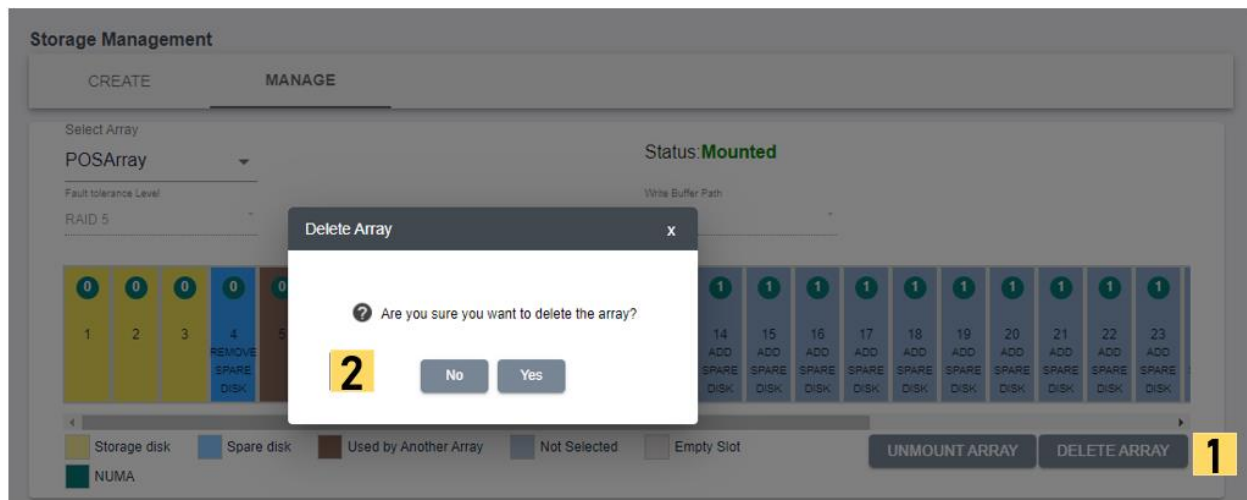 Storage Management
CREATE MANAGE
Select Array
POSArray
Status:Mounted
Fault tolerance Level
Write Buffer Path
RAID 5
Delete Array x
Are you sure you want to delete the array?
2 No Yes
0 0 0 0 0 1 1 1 1 1 1 1 1 1 1
1 2 3 4 5 14 15 16 17 18 19 20 21 22 23
REMOVE ADD ADD ADD ADD ADD ADD ADD ADD ADD ADD
SPARE SPARE SPARE SPARE SPARE SPARE SPARE SPARE SPARE SPARE SPARE
DISK DISK DISK DISK DISK DISK DISK DISK DISK DISK DISK
Storage disk Spare disk Used by Another Array Not Selected Empty Slot
UNMOUNT ARRAY DELETE ARRAY 1
NUMA